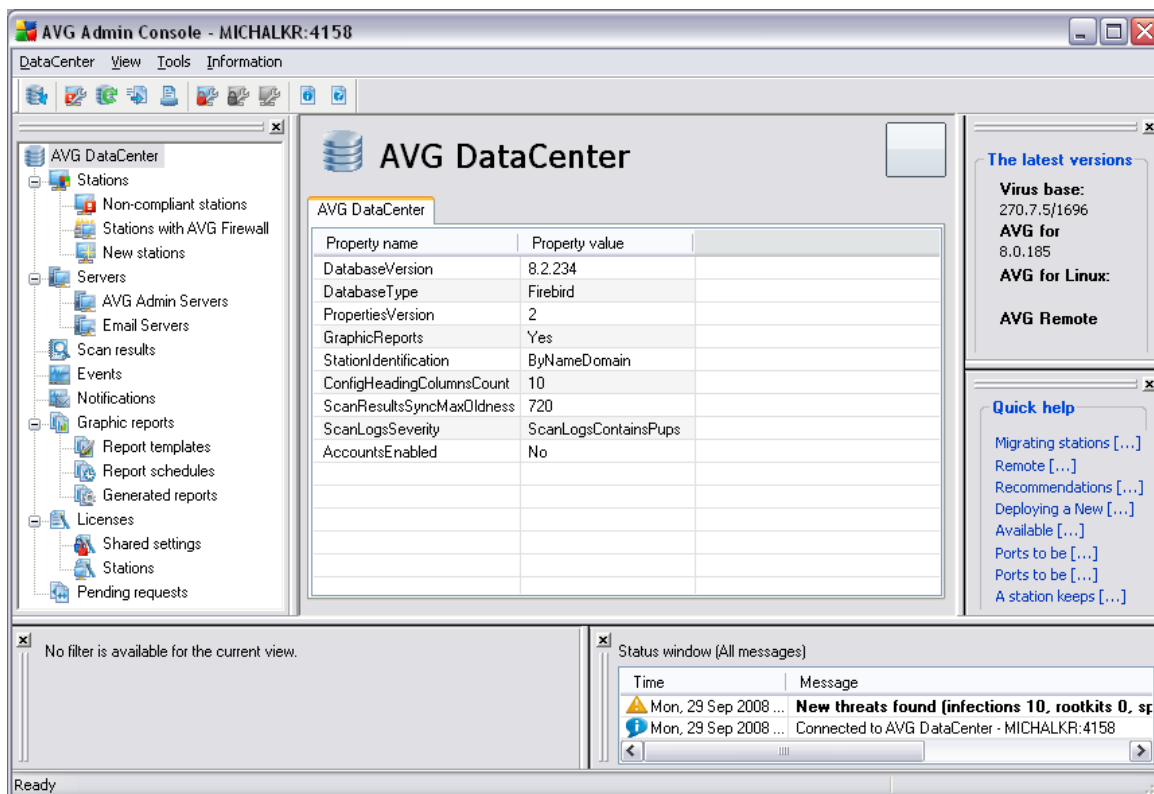 AVG Admin Console - MICHALKR:4158
DataCenter View Tools Information
AVG DataCenter
Stations
Non-compliant stations
Stations with AVG Firewall
New stations
Servers
AVG Admin Servers
Email Servers
Scan results
Events
Notifications
Graphic reports
Report templates
Report schedules
Generated reports
Licenses
Shared settings
Stations
Pending requests
AVG DataCenter
AVG DataCenter
Property name Property value
DatabaseVersion 8.2.234
DatabaseType Firebird
PropertiesVersion 2
GraphicReports Yes
StationIdentification ByNameDomain
ConfigHeadingColumnsCount 10
ScanResultsSyncMaxOldness 720
ScanLogsSeverity ScanLogsContainsPups
AccountsEnabled No
The latest versions
Virus base:
270.7.5/1696
AVG for
8.0.185
AVG for Linux:
AVG Remote
Quick help
Migrating stations [...]
Remote [...]
Recommendations [...]
Deploying a New [...]
Available [...]
Ports to be [...]
Ports to be [...]
A station keeps [...]
No filter is available for the current view.
Status window (All messages)
Time Message
Mon, 29 Sep 2008 ... New threats found (infections 10, rootkits 0, sp
Mon, 29 Sep 2008 ... Connected to AVG DataCenter - MICHALKR:4158
Ready